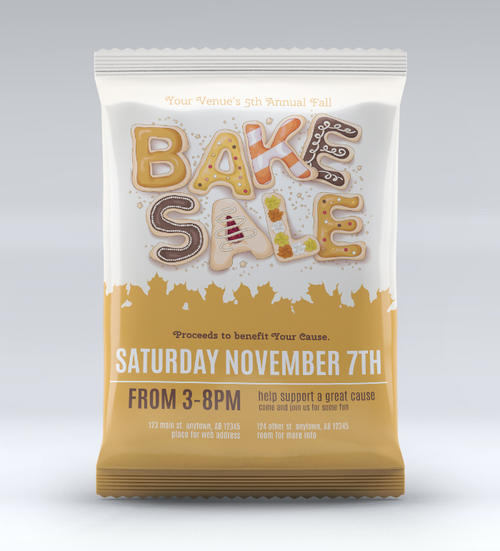 Your Venue's 5th Annual Fall
BAKE
SALE
Proceeds to benefit Your Cause.
SATURDAY NOVEMBER 7TH
FROM 3-8PM
help support a great cause
come and join us for some fun
123 main st. anytown, AB 12345
place for web address
124 other st. anytown, AB 12345
room for more info